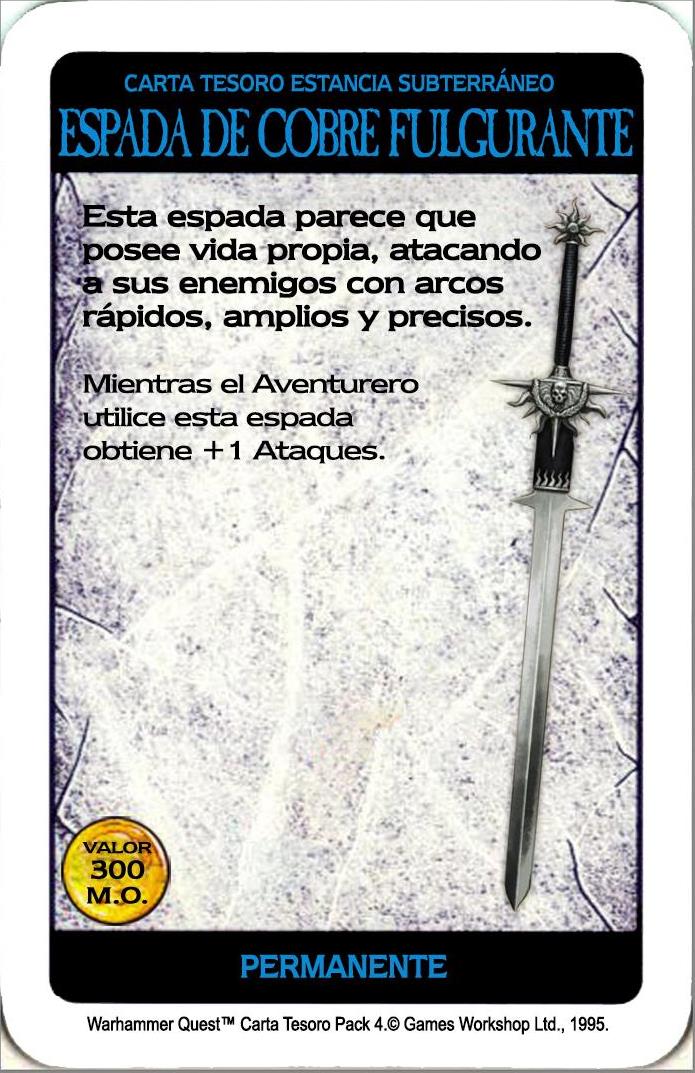 CARTA TESORO ESTANCIA SUBTERRÁNEO
ESPADA DE COBRE FULGURANTE
Esta espada parece que
posee vida propia, atacando
a sus enemigos con arcos
rápidos, amplios y precisos.
Mientras el Aventurero
utilice esta espada
obtiene +1 Ataques.
VALOR
300
M.O.
PERMANENTE
Warhammer Quest™ Carta Tesoro Pack 4.© Games Workshop Ltd., 1995.